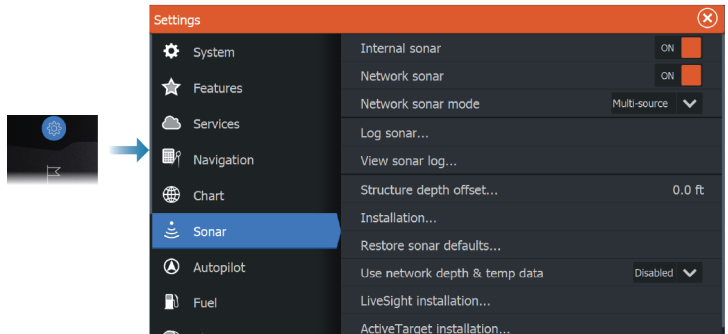 Settings
System
Features
Services
Navigation
Chart
Sonar
Autopilot
Fuel
Internal sonar ON
Network sonar ON
Network sonar mode Multi-source
Log sonar...
View sonar log...
Structure depth offset... 0.0 ft
Installation...
Restore sonar defaults...
Use network depth & temp data Disabled
LiveSight installation...
ActiveTarget installation...